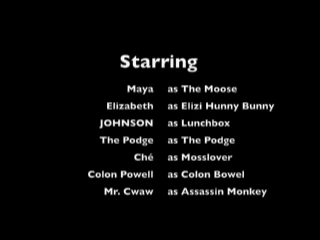 Starring
Maya as The Moose
Elizabeth as Elizi Hunny Bunny
JOHNSON as Lunchbox
The Podge as The Podge
Ché as Mosslover
Colon Powell as Colon Bowel
Mr. Cwaw as Assassin Monkey